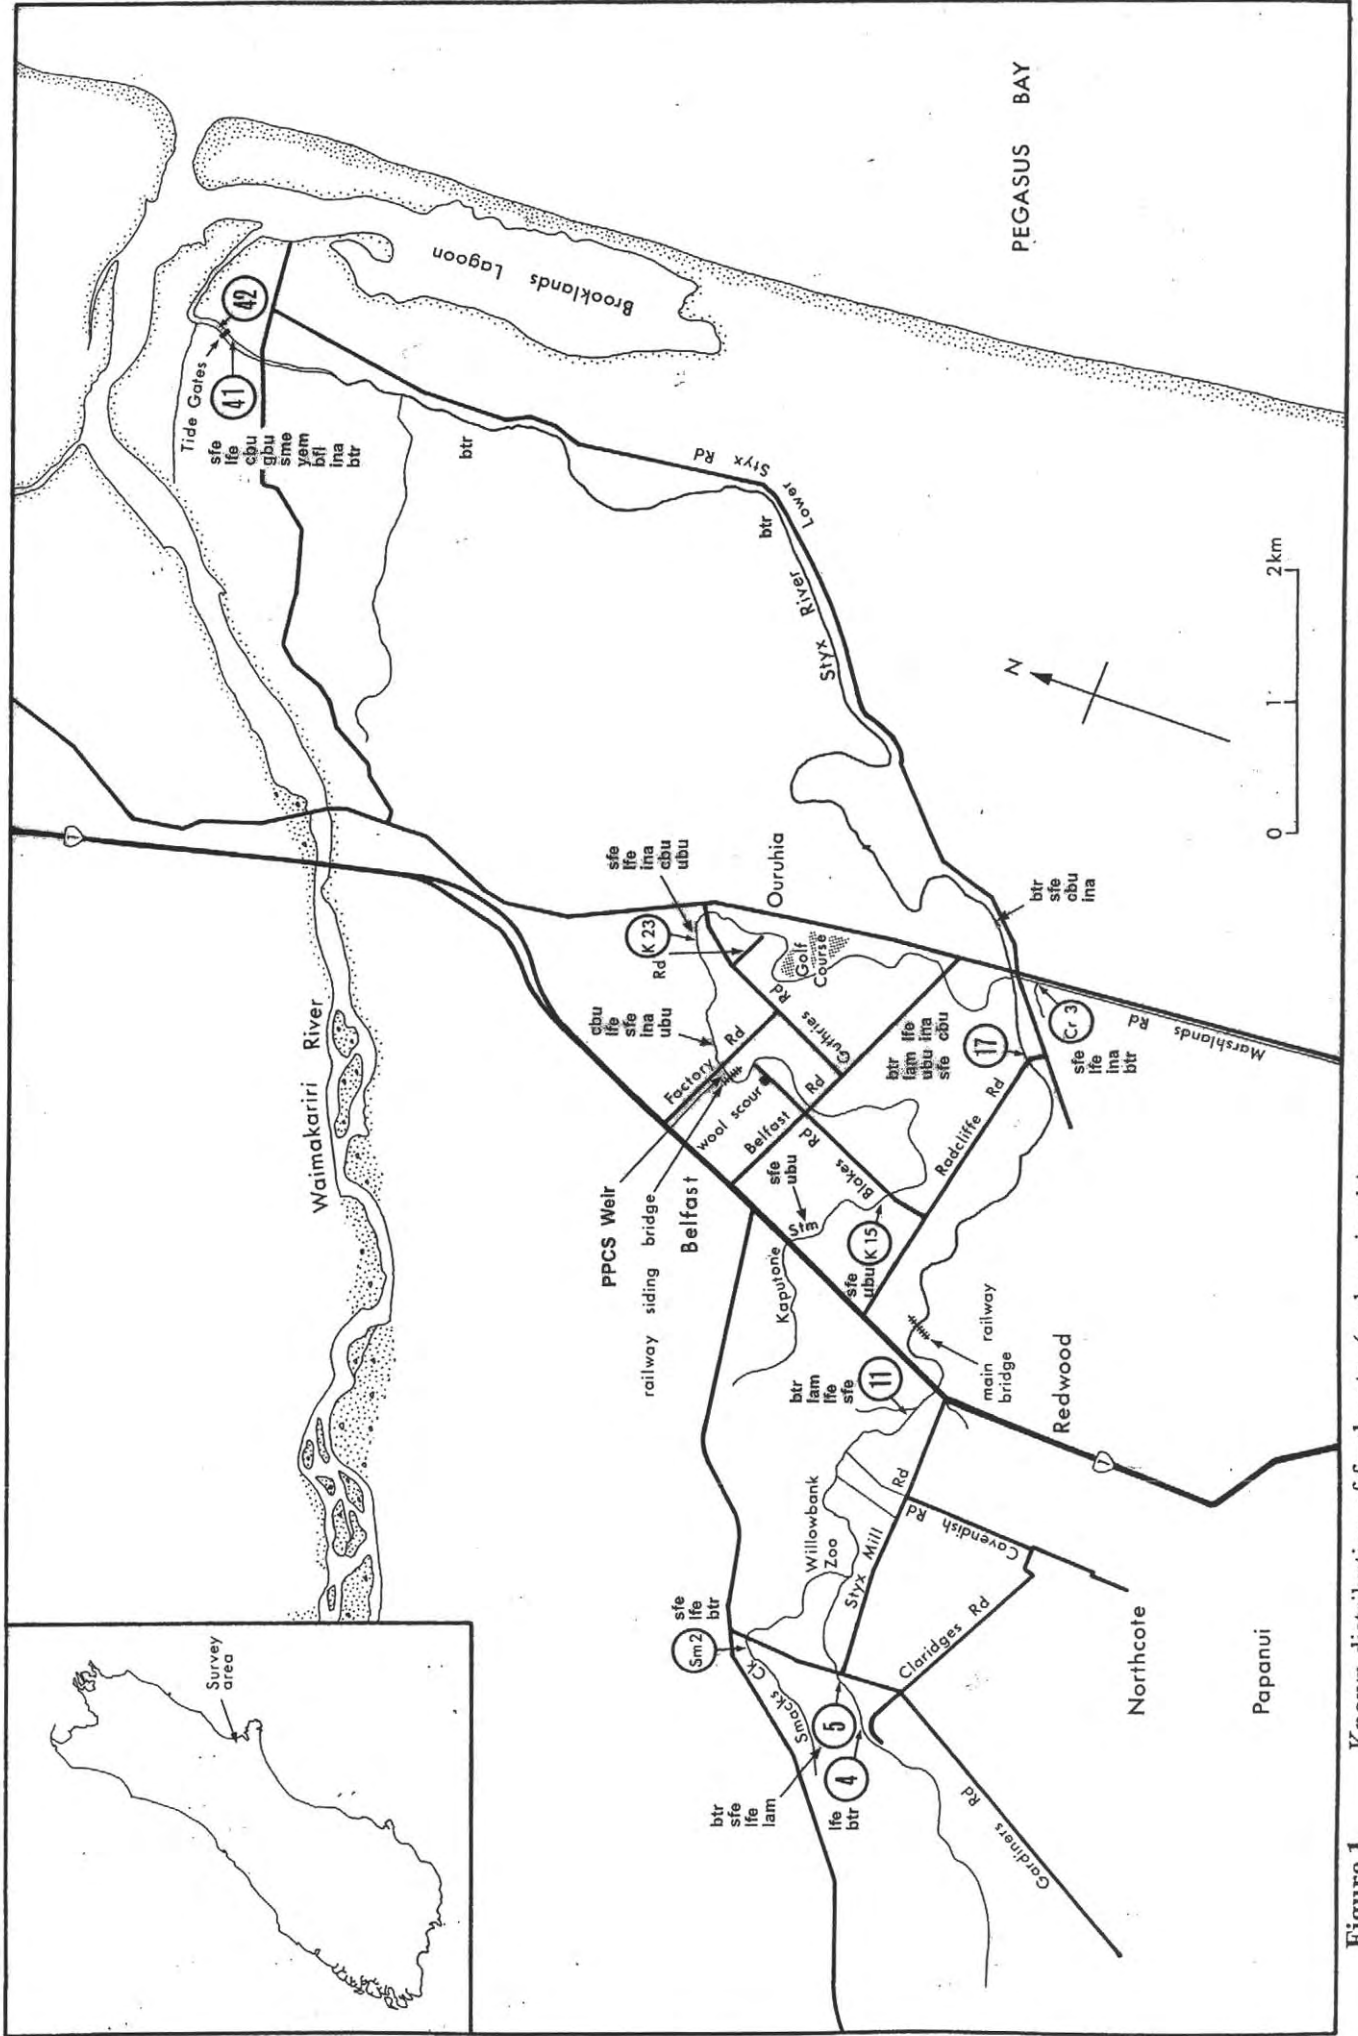 Survey
area
Waimakariri River
Tide Gates
42
41
sfe
lfe
cbu
gbu
sme
yem
bfl
ina
btr
Brooklands Lagoon
PEGASUS BAY
btr
Lower Styx Rd
btr
Styx River
N
0 1 2km
1
sfe
lfe
ina
cbu
ubu
K 23
Rd
Ouruhia
Golf
Course
Guthries Rd
cbu
lfe
sfe
ina
ubu
Factory Rd
PPCS Weir
railway siding bridge
wool scour
Belfast
Belfast Rd
Blakes Rd
sfe
ubu
Kaputone Stm
K 15
sfe
ubu
btr lfe
lam ina
ubu cbu
sfe
17
Radcliffe Rd
btr
sfe
cbu
ina
Cr 3
sfe
lfe
ina
btr
Marshlands Rd
btr
lam
lfe
sfe
11
main railway
bridge
Redwood
1
Willowbank
Zoo
Styx Mill Rd
Cavendish Rd
Claridges Rd
Sm2
sfe
lfe
btr
Smacks Ck
5
btr
sfe
lfe
lam
4
lfe
btr
Gardiners Rd
Northcote
Papanui
Figure 1